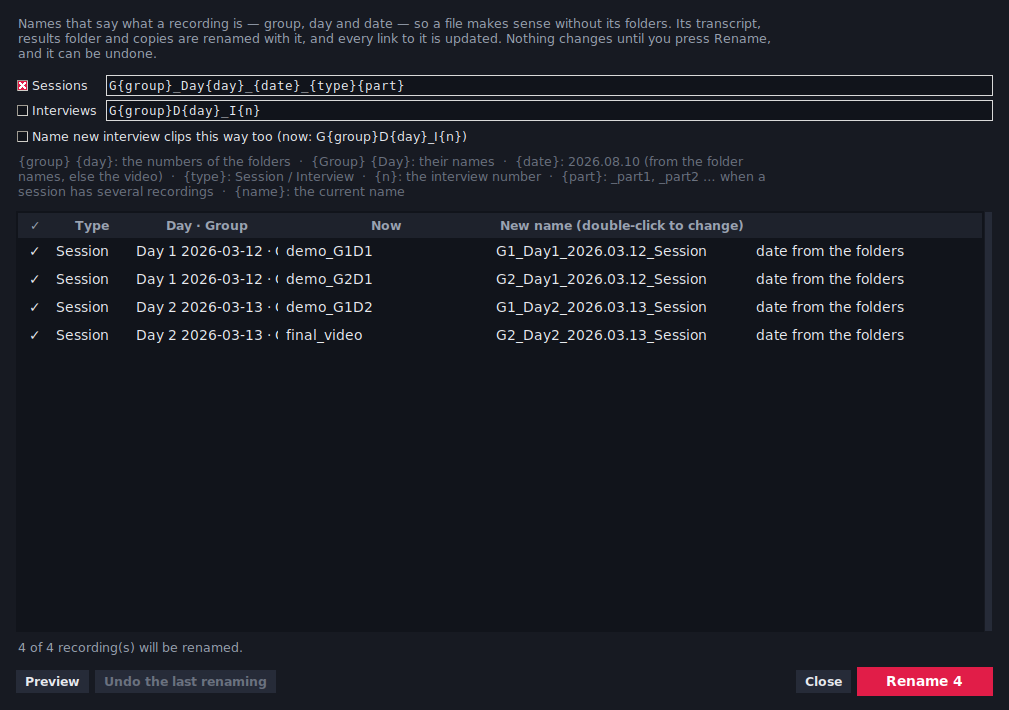 Names that say what a recording is — group, day and date — so a file makes sense without its folders. Its transcript,
results folder and copies are renamed with it, and every link to it is updated. Nothing changes until you press Rename,
and it can be undone.
Sessions G{group}_Day{day}_{date}_{type}{part}
Interviews G{group}D{day}_I{n}
Name new interview clips this way too (now: G{group}D{day}_I{n})
{group} {day}: the numbers of the folders · {Group} {Day}: their names · {date}: 2026.08.10 (from the folder
names, else the video) · {type}: Session / Interview · {n}: the interview number · {part}: _part1, _part2 ... when a
session has several recordings · {name}: the current name
✓ Type Day · Group Now New name (double-click to change)
✓ Session Day 1 2026-03-12 · demo_G1D1 G1_Day1_2026.03.12_Session date from the folders
✓ Session Day 1 2026-03-12 · demo_G2D1 G2_Day1_2026.03.12_Session date from the folders
✓ Session Day 2 2026-03-13 · demo_G1D2 G1_Day2_2026.03.13_Session date from the folders
✓ Session Day 2 2026-03-13 · final_video G2_Day2_2026.03.13_Session date from the folders
4 of 4 recording(s) will be renamed.
Preview Undo the last renaming Close Rename 4